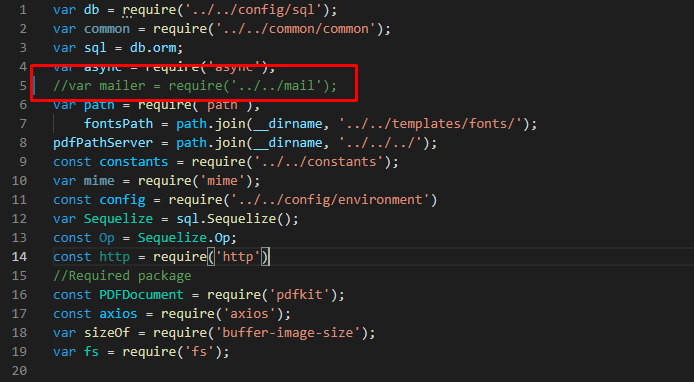 1 var db = require('../../config/sql');
2 var common = require('../../common/common');
3 var sql = db.orm;
4 var async = require('async');
5 //var mailer = require('../../mail');
6 var path = require('path'),
7     fontsPath = path.join(__dirname, '../../templates/fonts/');
8 pdfPathServer = path.join(__dirname, '../../../');
9 const constants = require('../../constants');
10 var mime = require('mime');
11 const config = require('../../config/environment')
12 var Sequelize = sql.Sequelize();
13 const Op = Sequelize.Op;
14 const http = require('http')
15 //Required package
16 const PDFDocument = require('pdfkit');
17 const axios = require('axios');
18 var sizeOf = require('buffer-image-size');
19 var fs = require('fs');
20